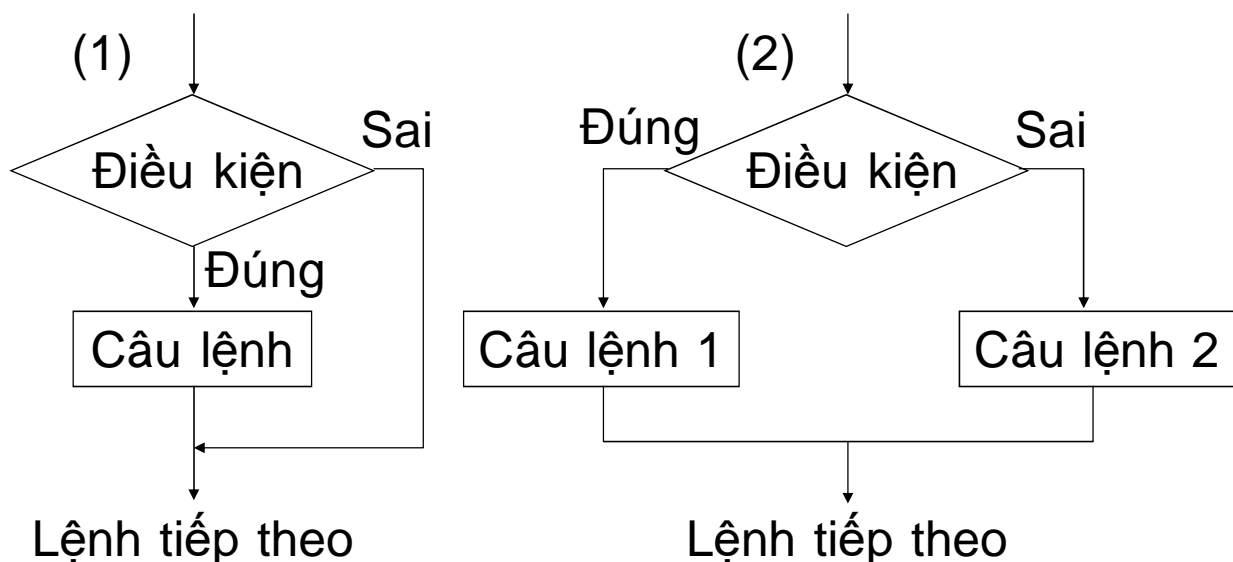 (1)
Sai
Điều kiện
Đúng
Câu lệnh
Lệnh tiếp theo
(2)
Đúng
Sai
Điều kiện
Câu lệnh 1
Câu lệnh 2
Lệnh tiếp theo